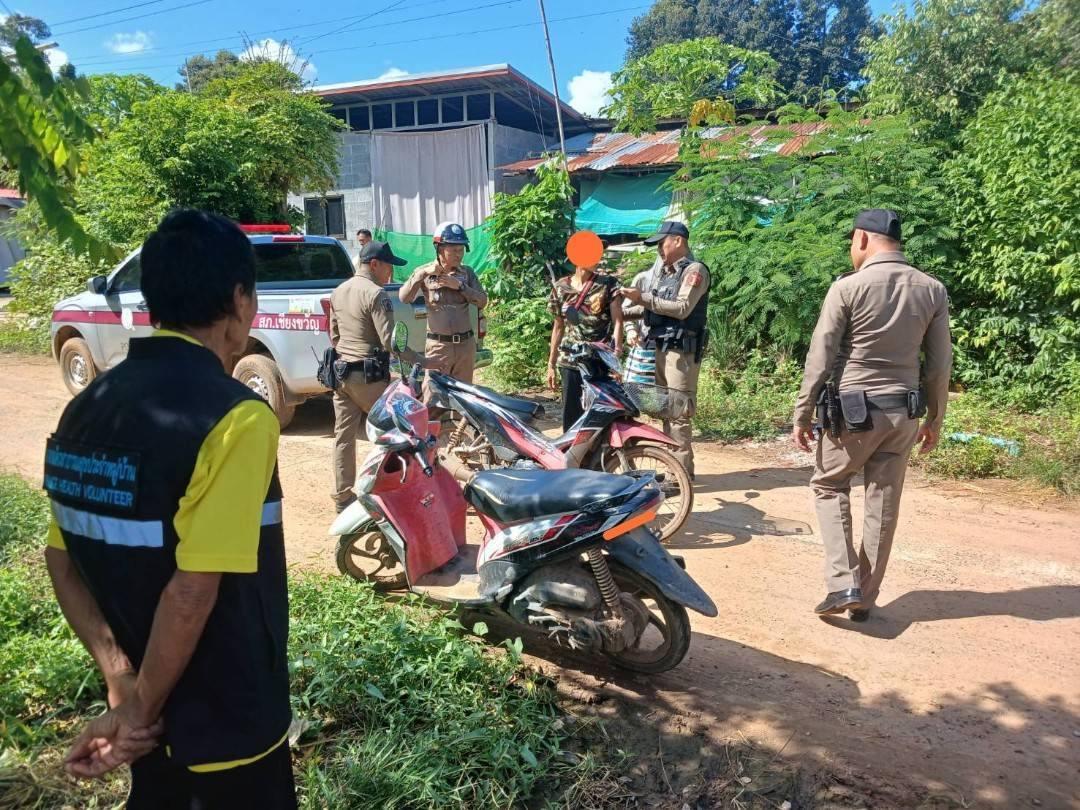 สภ.เชียงขวัญ
อาสาสมัครสาธารณสุขประจำหมู่บ้าน
VILLAGE HEALTH VOLUNTEER